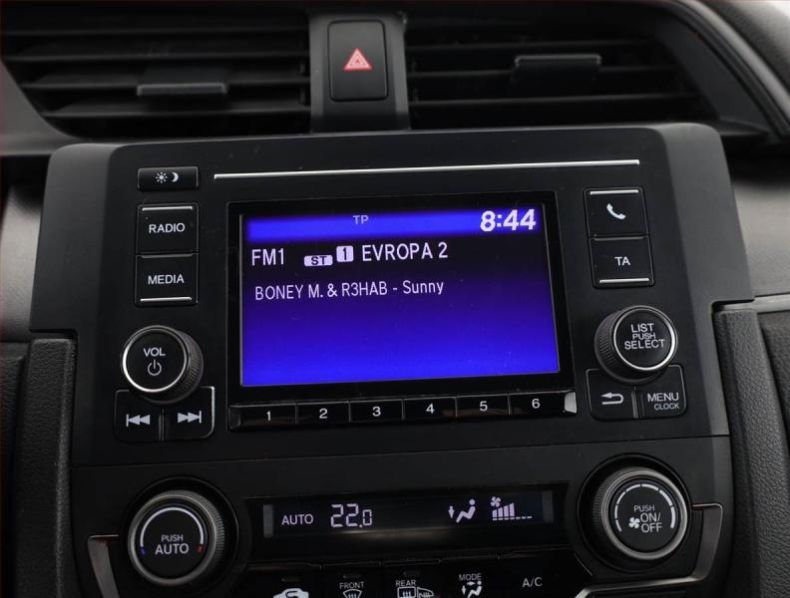 RADIO
MEDIA
VOL
TP 8:44
FM1 ST 1 EVROPA 2
BONEY M. & R3HAB - Sunny
TA
LIST
PUSH
SELECT
MENU
CLOCK
1 2 3 4 5 6
PUSH
AUTO
AUTO 22.0
PUSH
ON/
OFF
FRONT
REAR
MODE
A/C